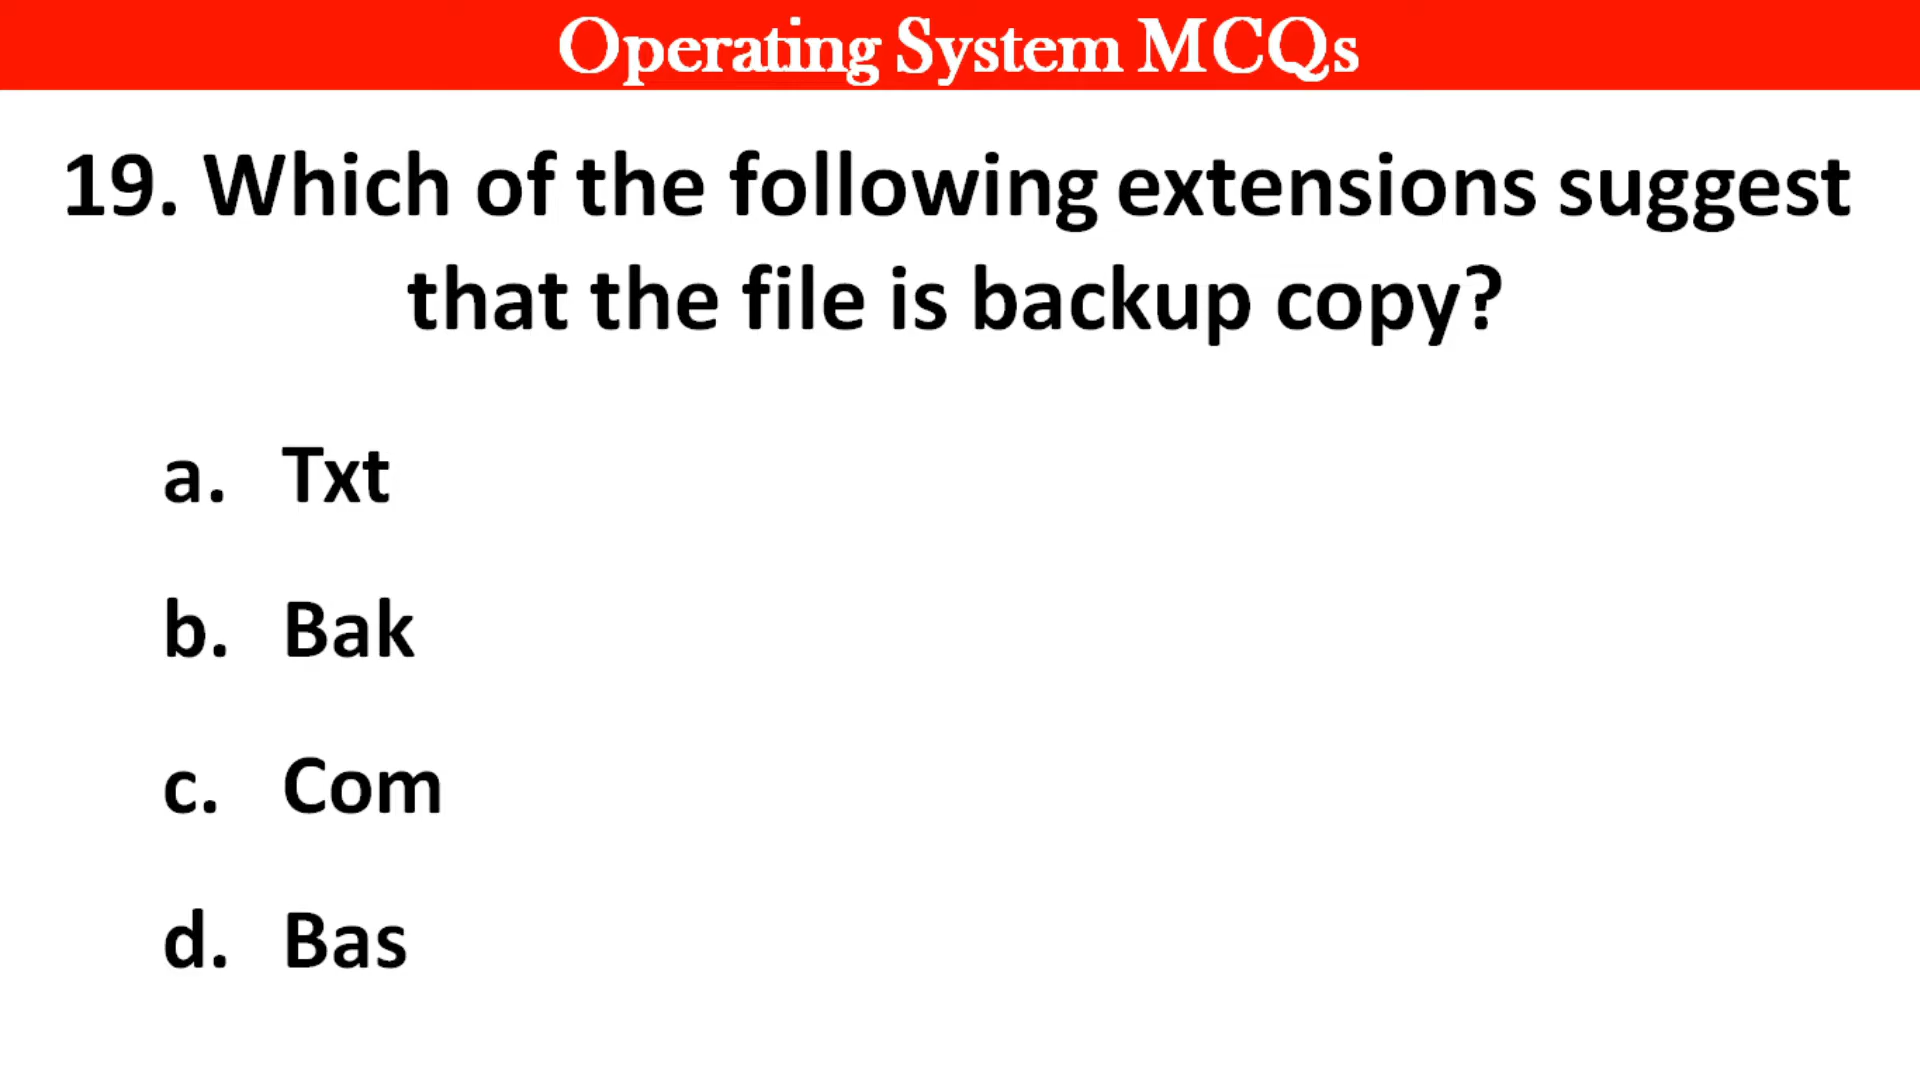 Operating System MCQs
19. Which of the following extensions suggest
that the file is backup copy?
a. Txt
b. Bak
c. Com
d. Bas